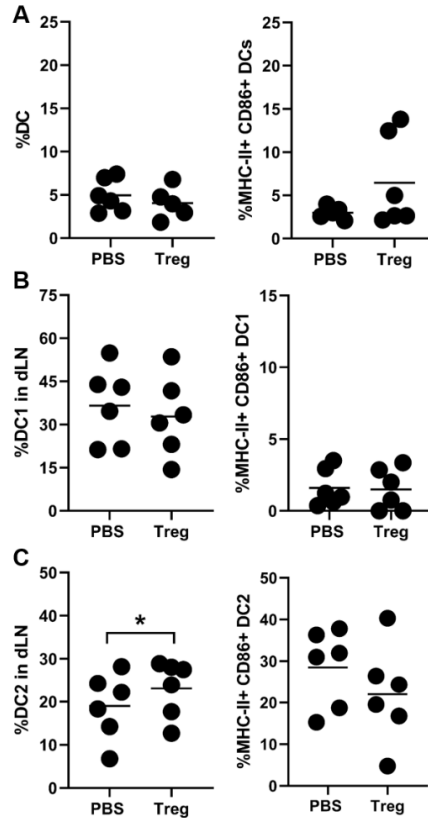 A
%DC
25
20
15
10
5
0
PBS Treg
%MHC-II+ CD86+ DCs
25
20
15
10
5
0
PBS Treg
B
%DC1 in dLN
75
60
45
30
15
0
PBS Treg
%MHC-II+ CD86+ DC1
15
10
5
0
PBS Treg
C
%DC2 in dLN
50
40
30
20
10
0
*
PBS Treg
%MHC-II+ CD86+ DC2
50
40
30
20
10
0
PBS Treg